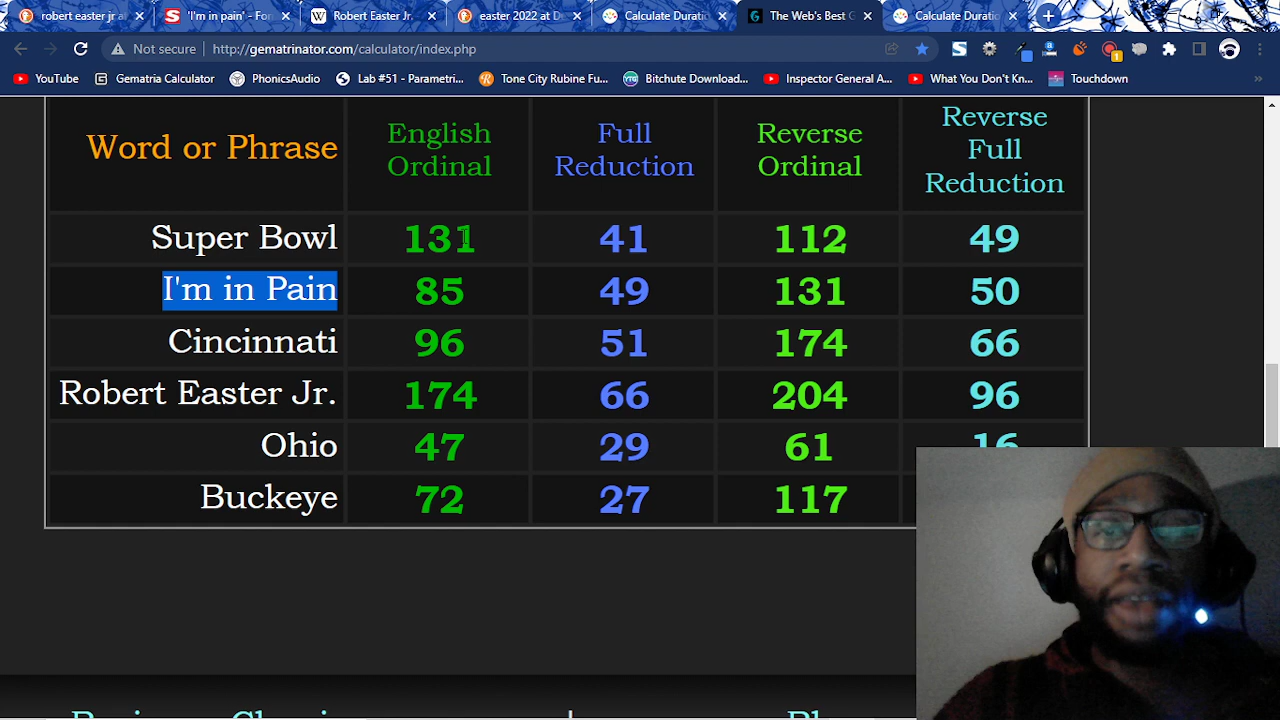 robert easter jr a
'I'm in pain' - For
Robert Easter Jr.
easter 2022 at D
Calculate Duratio
The Web's Best G
Calculate Duratio
Not secure
http://gematrinator.com/calculator/index.php
YouTube
Gematria Calculator
PhonicsAudio
Lab #51 - Parametri...
Tone City Rubine Fu...
Bitchute Download...
Inspector General A...
What You Don't Kn...
Touchdown
Word or Phrase
English
Ordinal
Full
Reduction
Reverse
Ordinal
Reverse
Full
Reduction
Super Bowl 131 41 112 49
I'm in Pain 85 49 131 50
Cincinnati 96 51 174 66
Robert Easter Jr. 174 66 204 96
Ohio 47 29 61 16
Buckeye 72 27 117